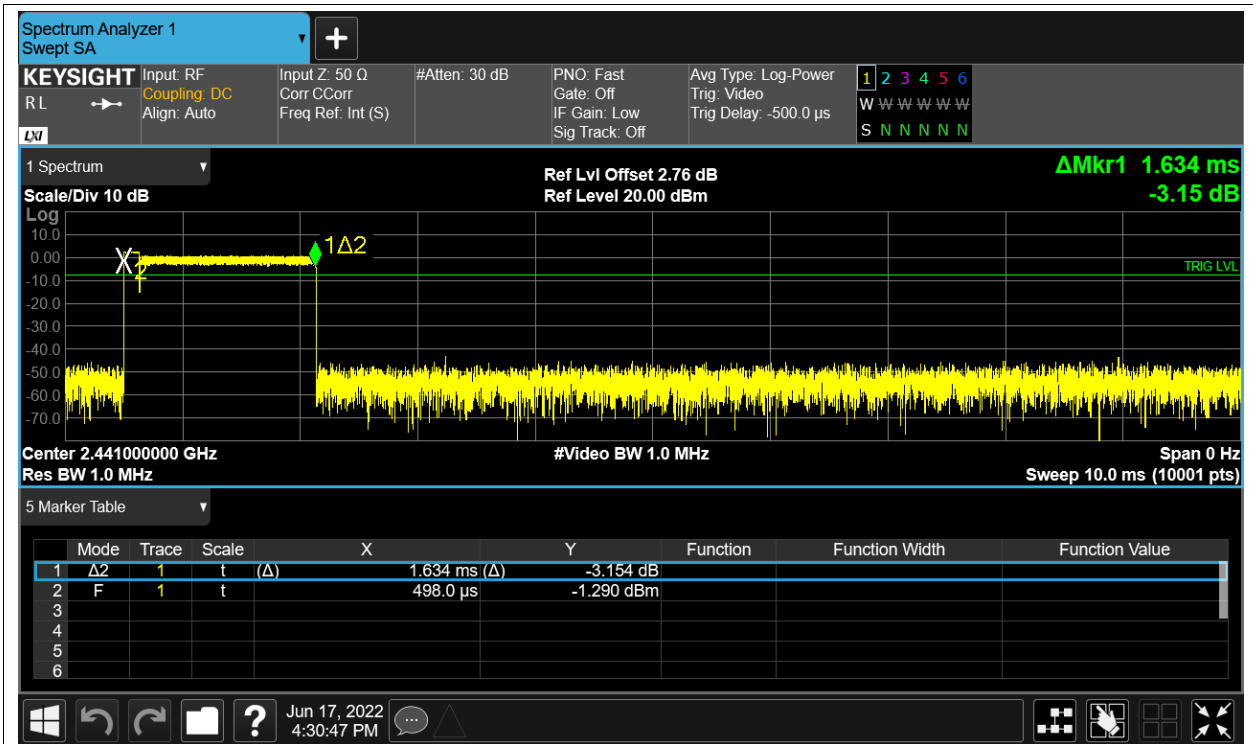 Spectrum Analyzer 1
Swept SA
KEYSIGHT Input: RF Input Z: 50 Ω #Atten: 30 dB PNO: Fast Avg Type: Log-Power 1 2 3 4 5 6
R L Coupling: DC Corr CCorr Gate: Off Trig: Video W W W W W W
Align: Auto Freq Ref: Int (S) IF Gain: Low Trig Delay: -500.0 µs
LXI Sig Track: Off S N N N N N
1 Spectrum Ref Lvl Offset 2.76 dB ΔMkr1 1.634 ms
Scale/Div 10 dB Ref Level 20.00 dBm -3.15 dB
Log
10.0
1Δ2
0.00
X 2 TRIG LVL
-10.0
-20.0
-30.0
-40.0
-50.0
-60.0
-70.0
Center 2.441000000 GHz #Video BW 1.0 MHz Span 0 Hz
Res BW 1.0 MHz Sweep 10.0 ms (10001 pts)
5 Marker Table
Mode Trace Scale X Y Function Function Width Function Value
1 Δ2 1 t (Δ) 1.634 ms (Δ) -3.154 dB
2 F 1 t 498.0 µs -1.290 dBm
3
4
5
6
? Jun 17, 2022
4:30:47 PM